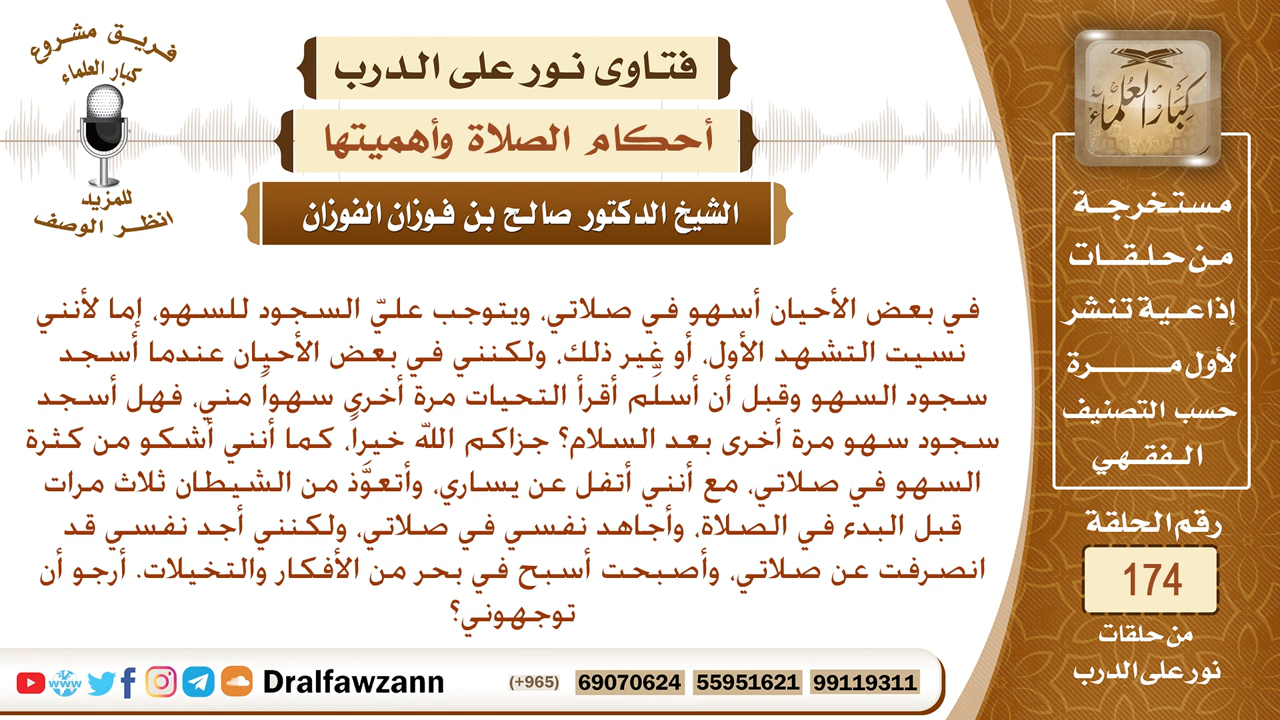 فريق مشروع
كبار العلماء
للمزيد
انظر الوصف
فتاوى نور على الدرب
أحكام الصلاة وأهميتها
الشيخ الدكتور صالح بن فوزان الفوزان
في بعض الأحيان أسهو في صلاتي، ويتوجب عليّ السجود للسهو، إما لأنني
نسيت التشهد الأول، أو غير ذلك، ولكنني في بعض الأحيان عندما أسجد
سجود السهو وقبل أن أسلِّم أقرأ التحيات مرة أخرى سهواً مني، فهل أسجد
سجود سهو مرة أخرى بعد السلام؟ جزاكم الله خيراً، كما أنني أشكو من كثرة
السهو في صلاتي، مع أنني أتفل عن يساري، وأتعوّذ من الشيطان ثلاث مرات
قبل البدء في الصلاة، وأجاهد نفسي في صلاتي، ولكنني أجد نفسي قد
انصرفت عن صلاتي، وأصبحت أسبح في بحر من الأفكار والتخيلات. أرجو أن
توجهوني؟
كبار العلماء
مستخرجة
من حلقات
إذاعية تنشر
لأول مرة
حسب التصنيف
الفقهي
رقم الحلقة
174
من حلقات
نور على الدرب
Dralfawzann (+965) 69070624 55951621 99119311